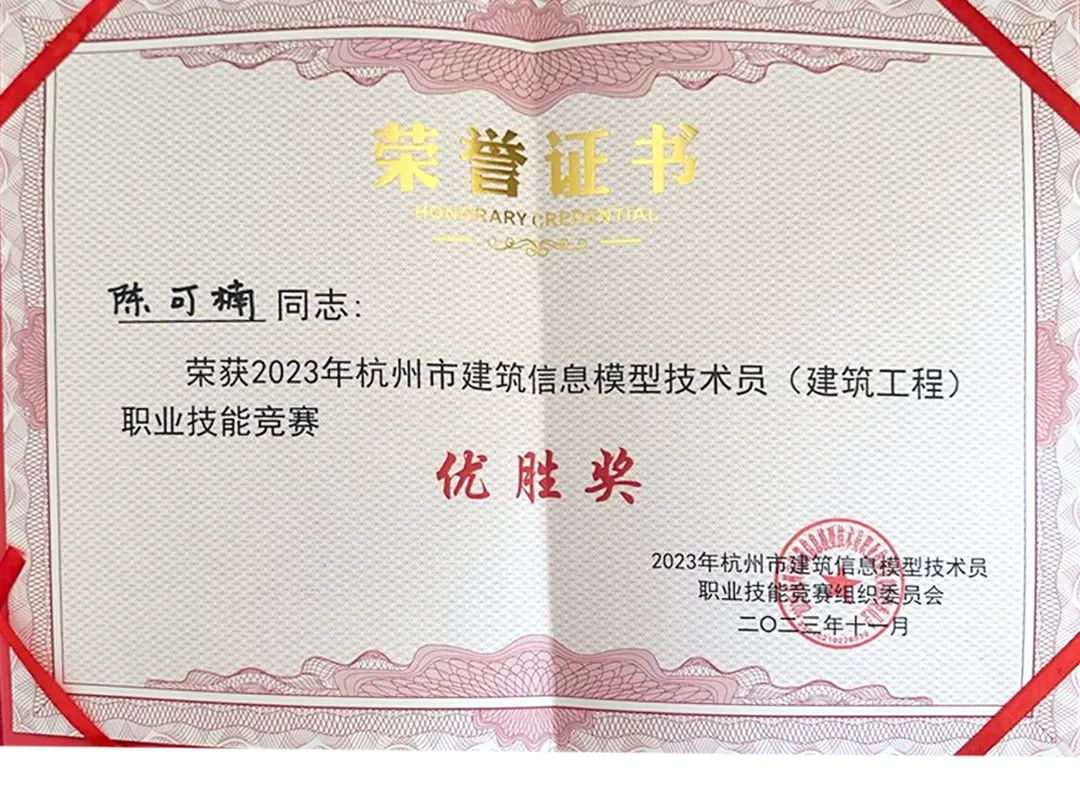 荣誉证书
HONORARY CREDENTIAL
陈可楠 同志：
荣获2023年杭州市建筑信息模型技术员（建筑工程）
职业技能竞赛
优胜奖
2023年杭州市建筑信息模型技术员
职业技能竞赛组织委员会
二〇二三年十一月